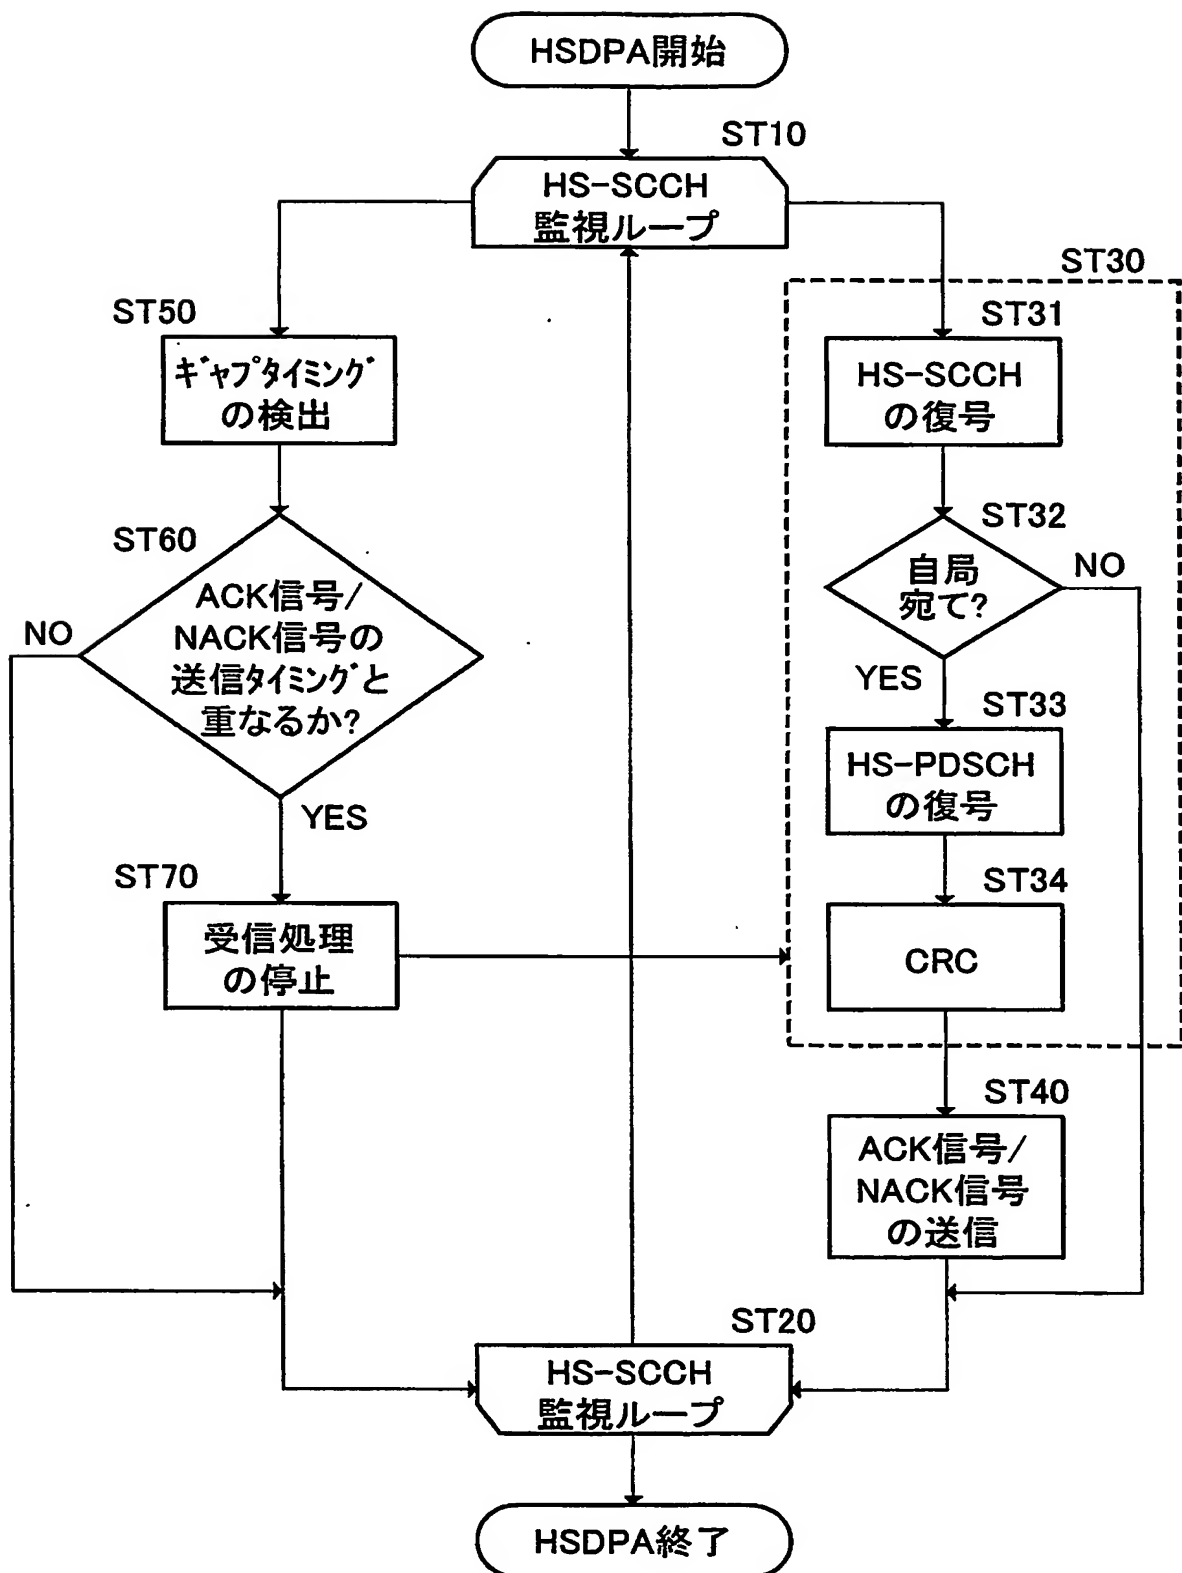 HSDPA開始
ST10
HS-SCCH
監視ループ
ST30
ST50
ギャプタイミング
の検出
ST31
HS-SCCH
の復号
ST60
ACK信号/
NACK信号の
送信タイミングと
重なるか?
NO
YES
ST32
自局
宛て?
NO
YES
ST33
HS-PDSCH
の復号
ST70
受信処理
の停止
ST34
CRC
ST40
ACK信号/
NACK信号
の送信
ST20
HS-SCCH
監視ループ
HSDPA終了